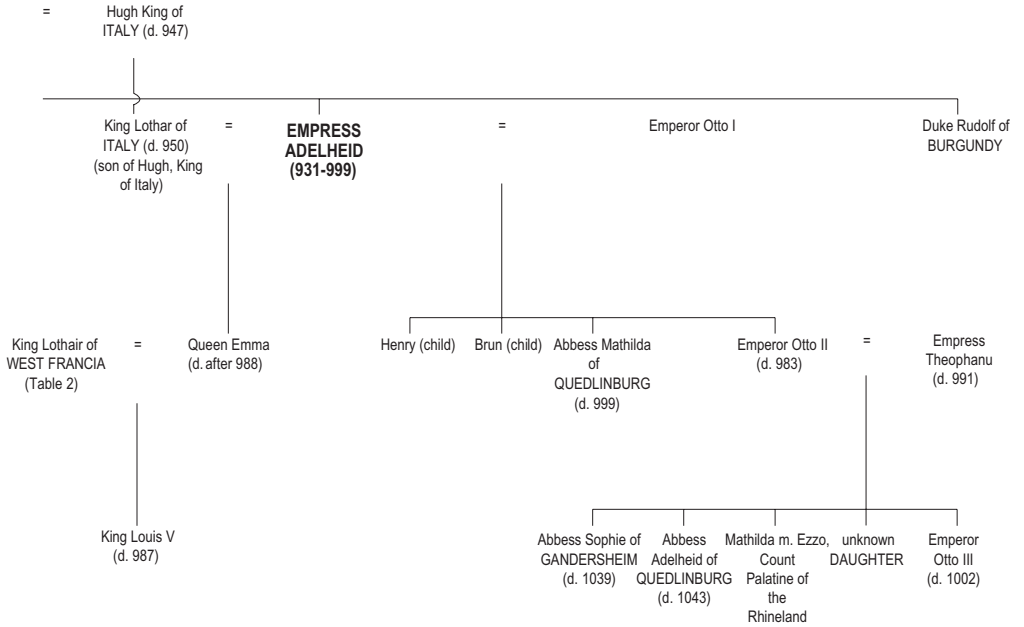 =
Hugh King of
ITALY (d. 947)
King Lothar of
ITALY (d. 950)
(son of Hugh, King
of Italy)
=
EMPRESS
ADELHEID
(931-999)
=
Emperor Otto I
Duke Rudolf of
BURGUNDY
King Lothair of
WEST FRANCIA
(Table 2)
=
Queen Emma
(d. after 988)
Henry (child)
Brun (child)
Abbess Mathilda
of
QUEDLINBURG
(d. 999)
Emperor Otto II
(d. 983)
=
Empress
Theophanu
(d. 991)
King Louis V
(d. 987)
Abbess Sophie of
GANDERSHEIM
(d. 1039)
Abbess
Adelheid of
QUEDLINBURG
(d. 1043)
Mathilda m. Ezzo,
Count
Palatine of
the
Rhineland
unknown
DAUGHTER
Emperor
Otto III
(d. 1002)